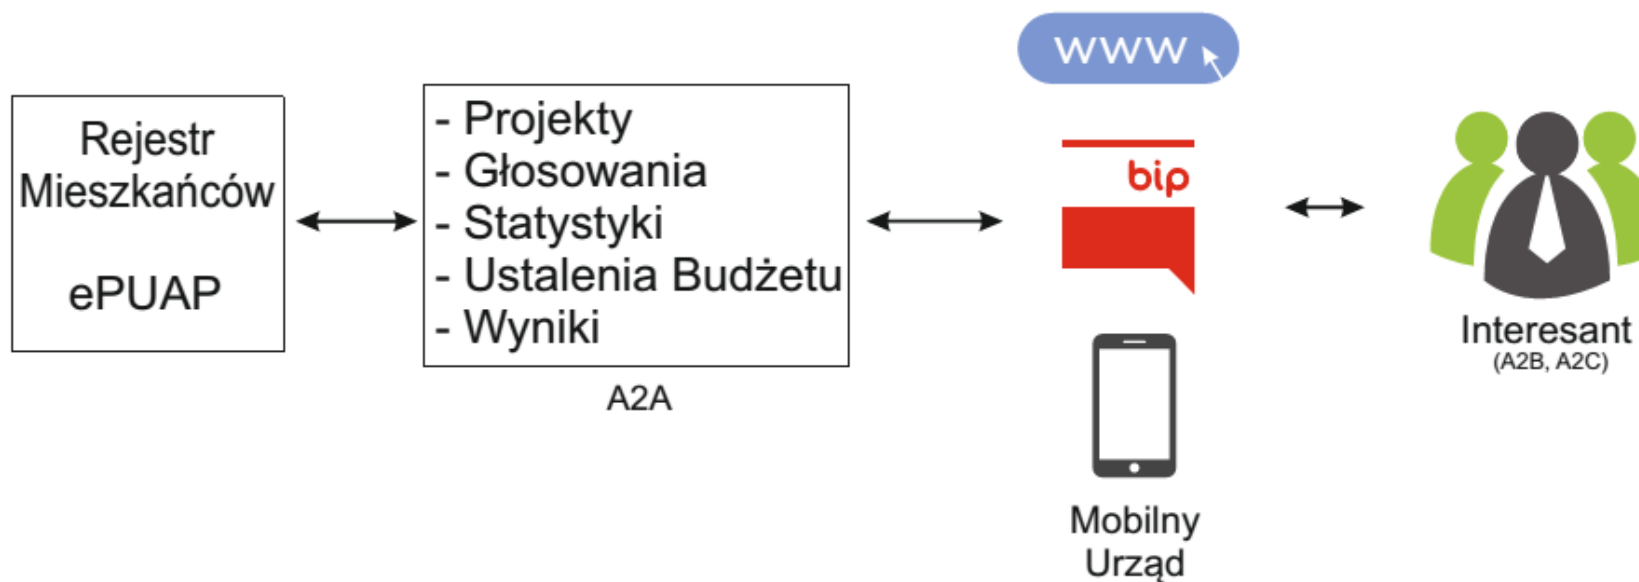 Rejestr
Mieszkańców
ePUAP
- Projekty
- Głosowania
- Statystyki
- Ustalenia Budżetu
- Wyniki
A2A
www
bip
Mobilny
Urząd
Interesant
(A2B, A2C)